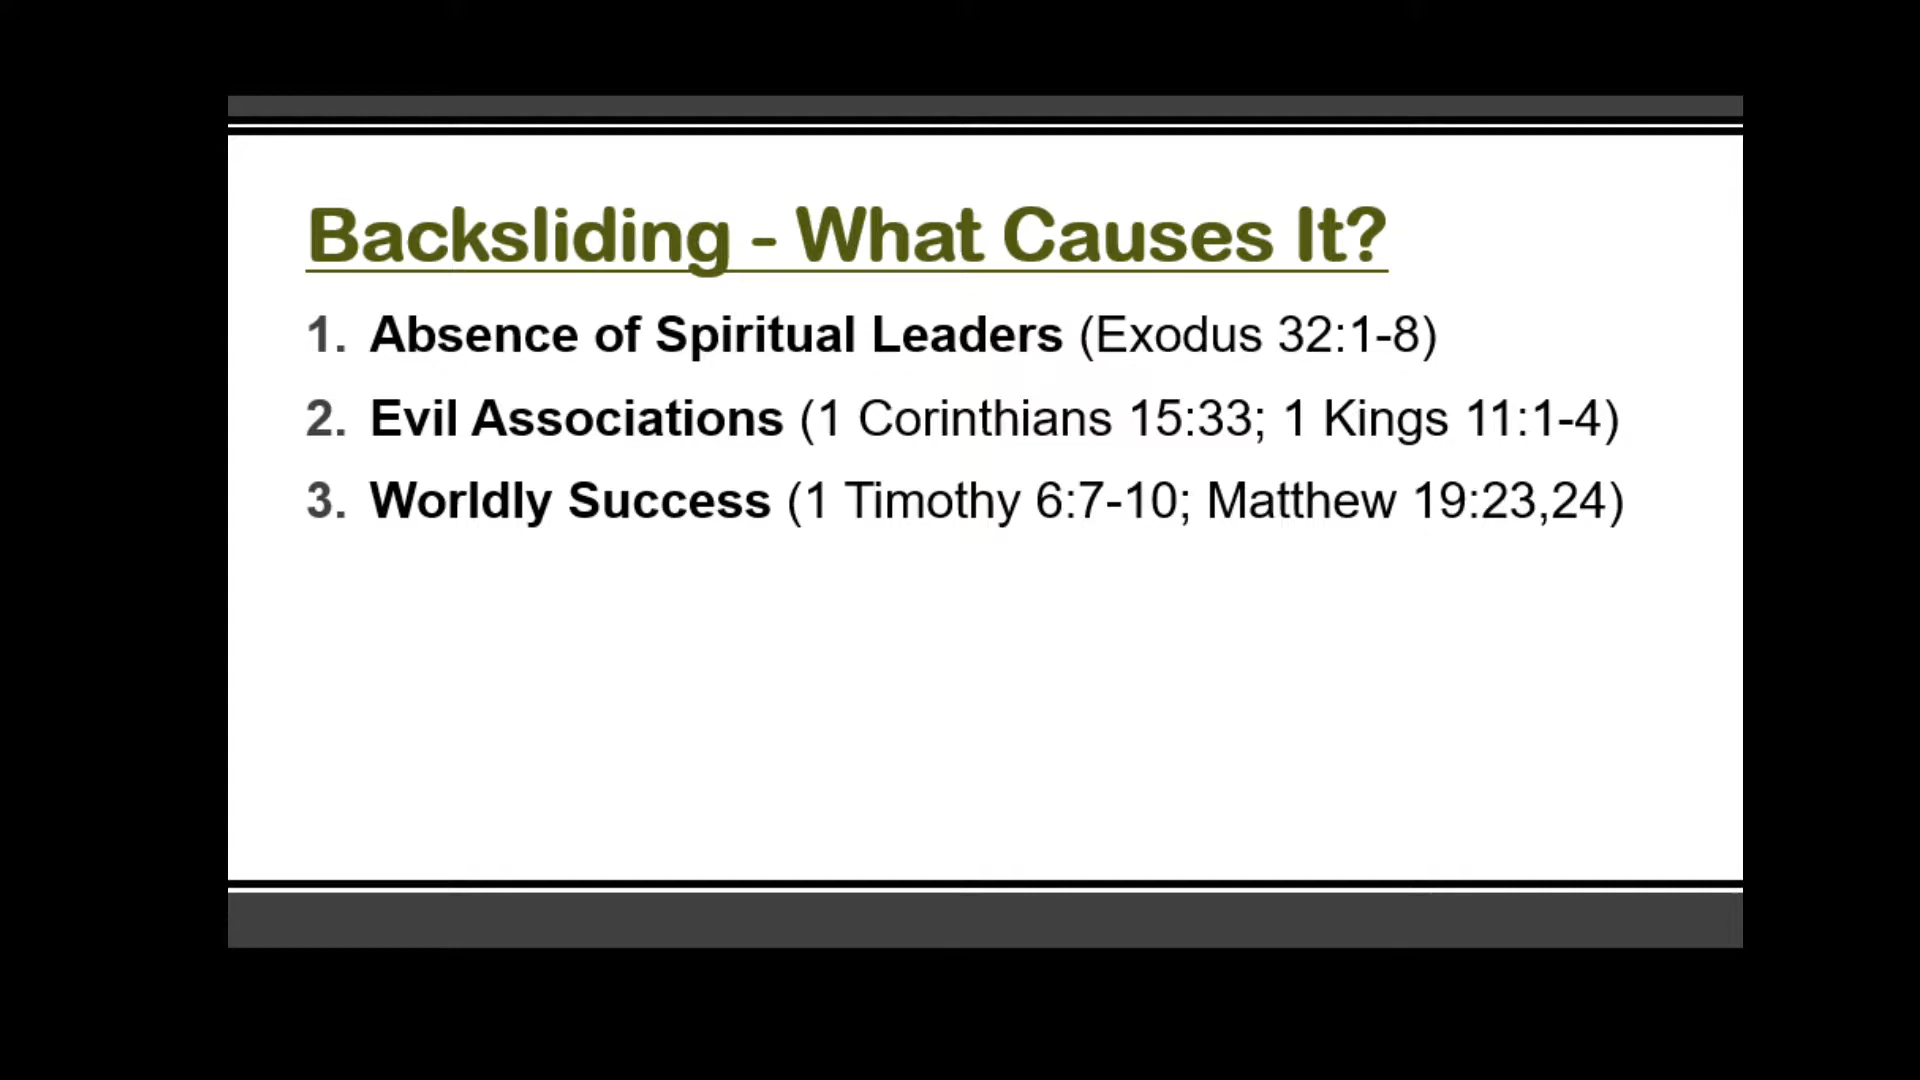 Backsliding - What Causes It?
1. Absence of Spiritual Leaders (Exodus 32:1-8)
2. Evil Associations (1 Corinthians 15:33; 1 Kings 11:1-4)
3. Worldly Success (1 Timothy 6:7-10; Matthew 19:23,24)